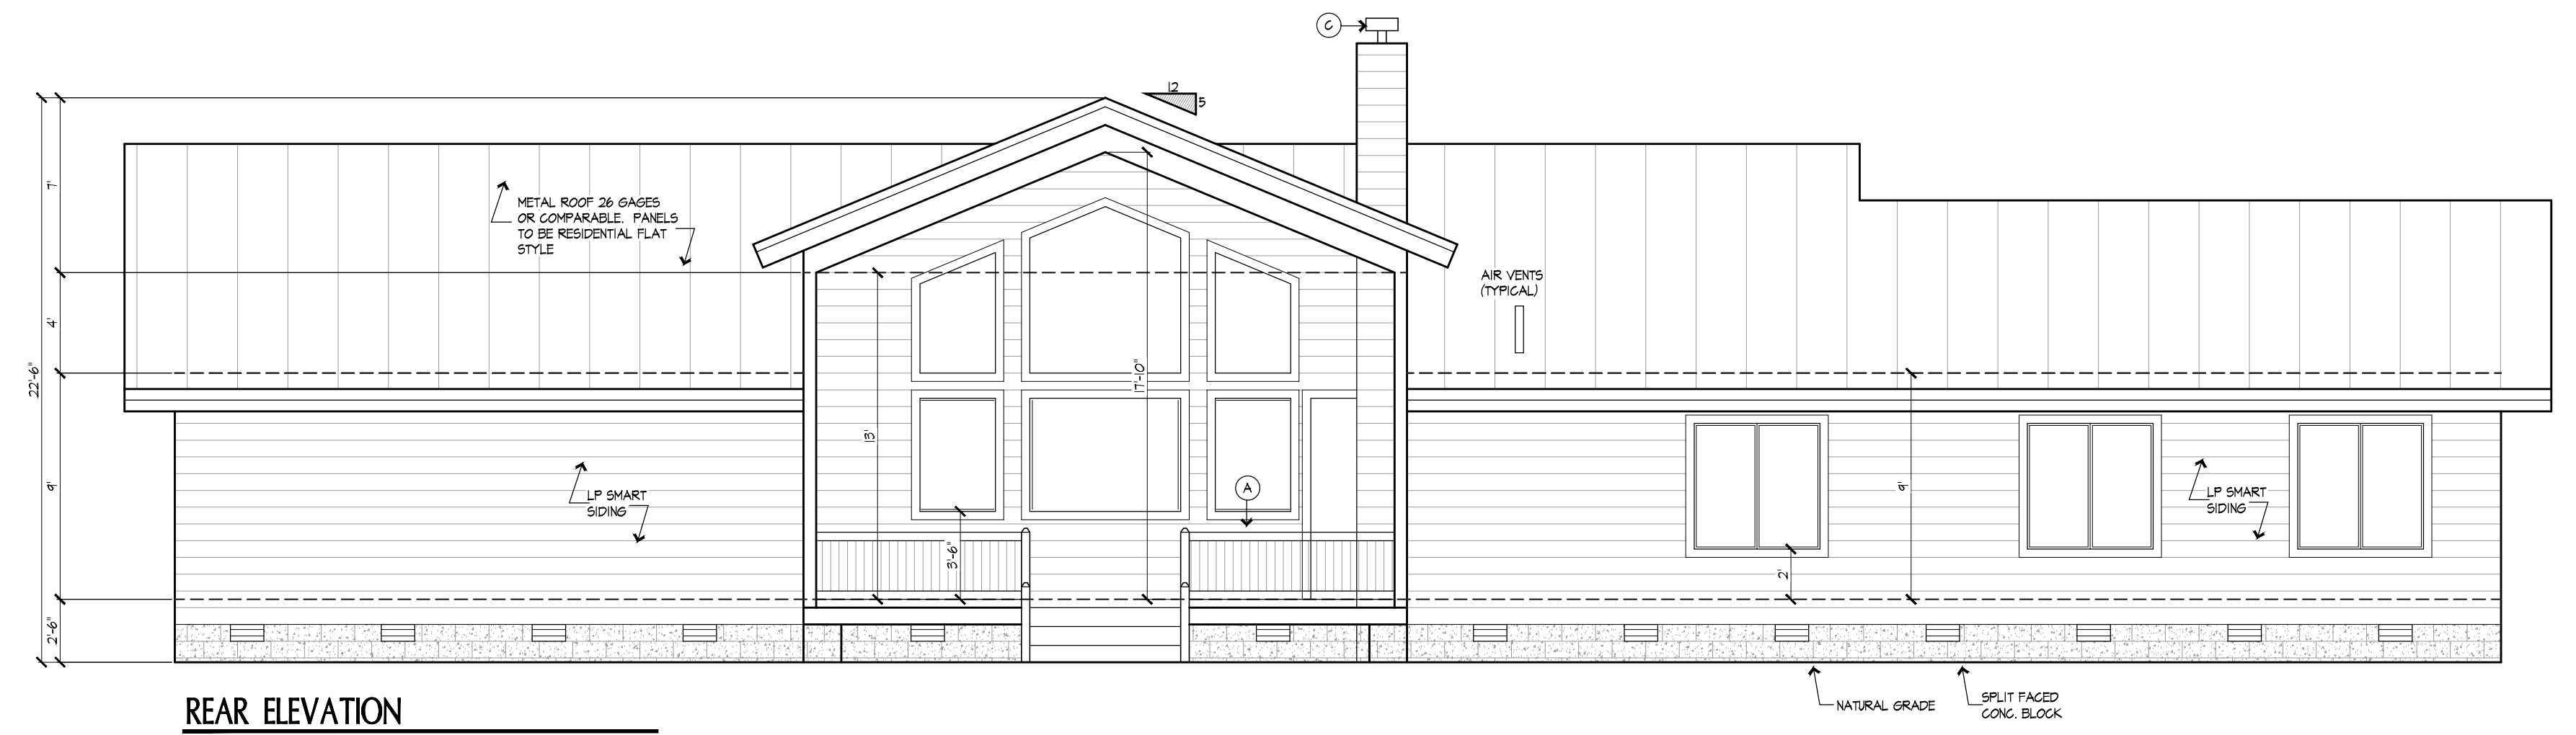 C
12
5
7'
METAL ROOF 26 GAGES
OR COMPARABLE. PANELS
TO BE RESIDENTIAL FLAT
STYLE
AIR VENTS
(TYPICAL)
4'
22'-6"
17'-10"
13'
9'
9'
LP SMART
SIDING
A
LP SMART
SIDING
3'-6"
2'
2'-6"
NATURAL GRADE
SPLIT FACED
CONC. BLOCK
REAR ELEVATION